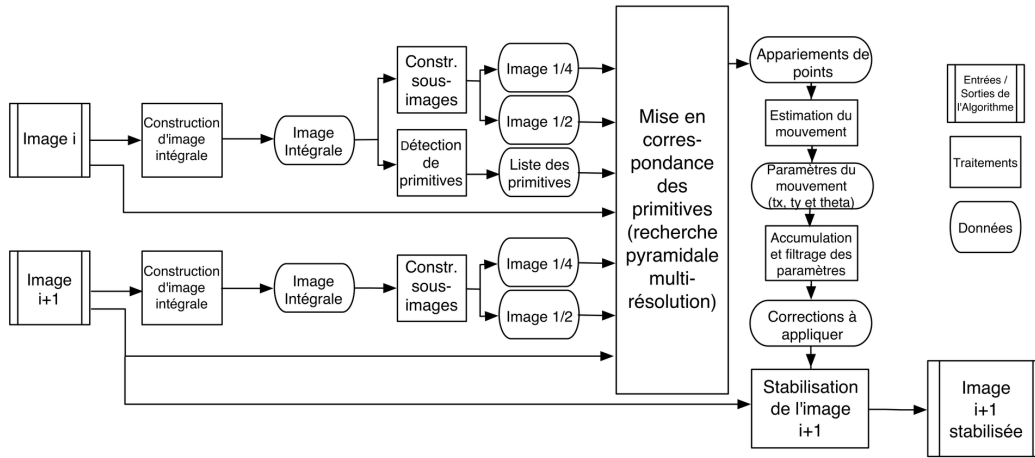 Image i
Construction
d'image
intégrale
Image
Intégrale
Constr.
sous-
images
Image 1/4
Image 1/2
Détection
de
primitives
Liste des
primitives
Image
i+1
Construction
d'image
intégrale
Image
Intégrale
Constr.
sous-
images
Image 1/4
Image 1/2
Mise en
corres-
pondance
des
primitives
(recherche
pyramidale
multi-
résolution)
Appariements de
points
Estimation du
mouvement
Paramètres du
mouvement
(tx, ty et theta)
Accumulation
et filtrage des
paramètres
Corrections à
appliquer
Stabilisation
de l'image
i+1
Image
i+1
stabilisée
Entrées /
Sorties de
l'Algorithme
Traitements
Données